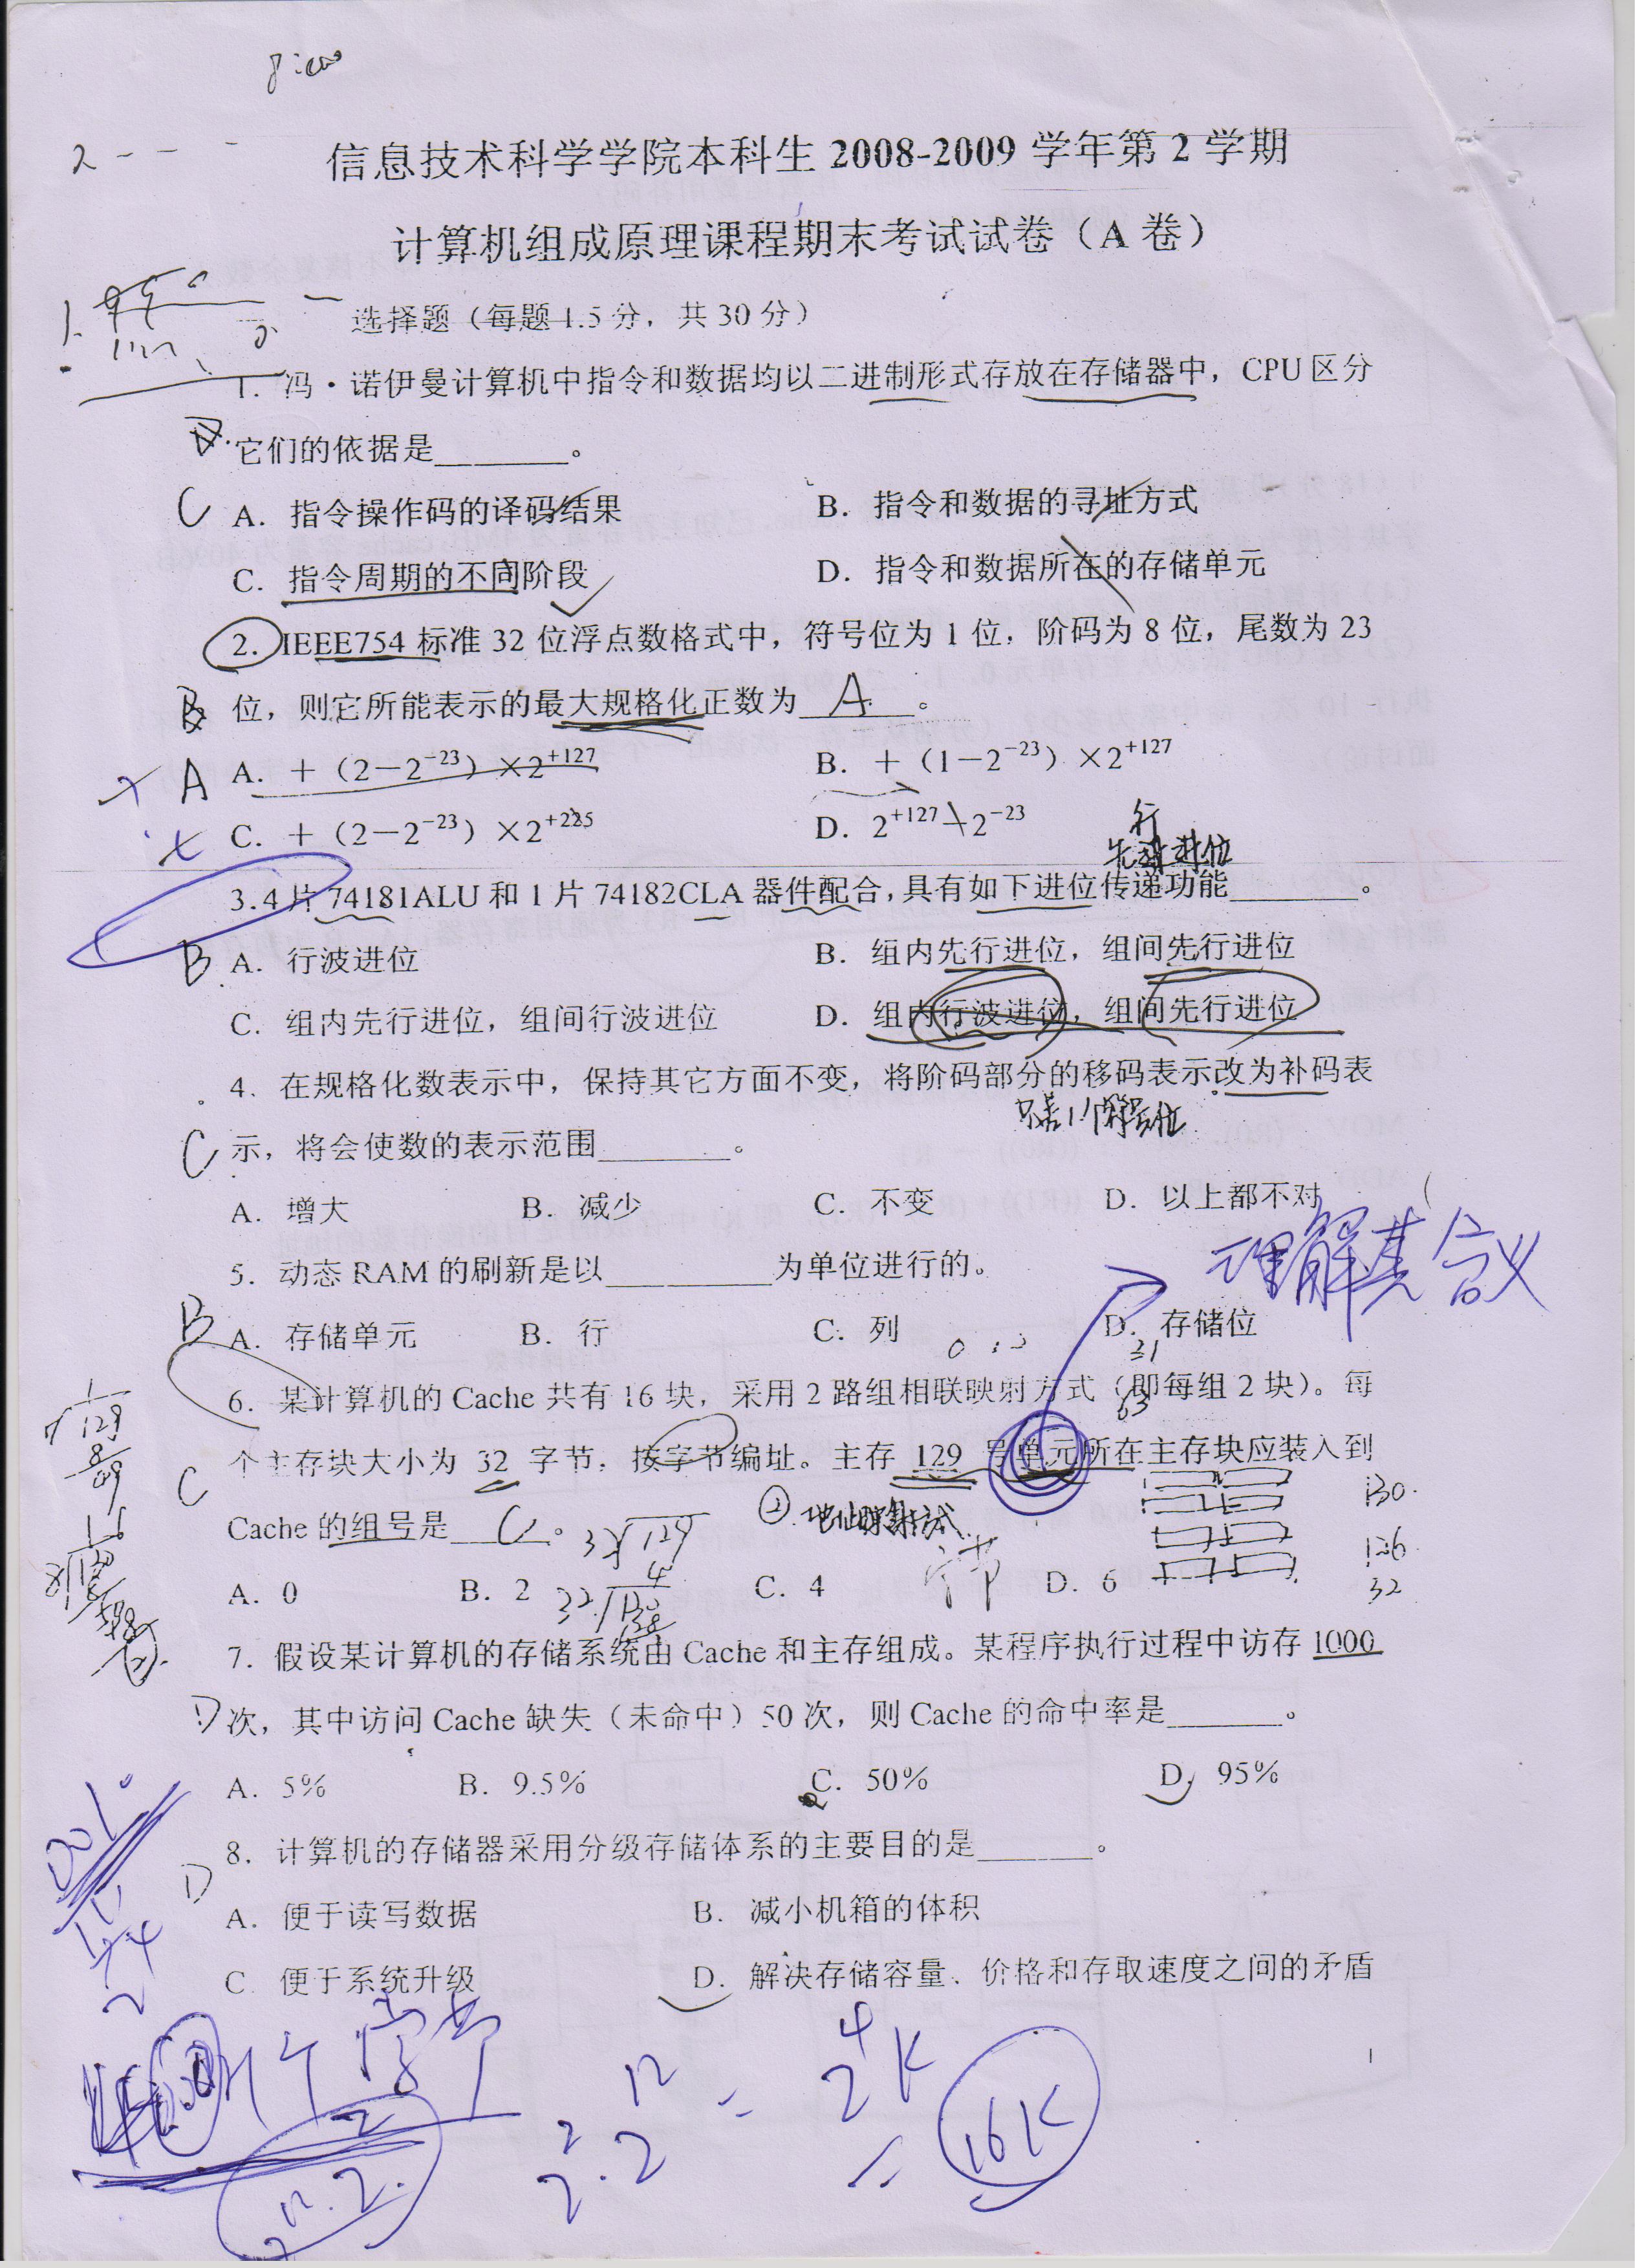 2 - - -
信息技术科学学院本科生 2008-2009 学年第 2 学期
计算机组成原理课程期末考试试卷（A 卷）
一 选择题（每题 1.5 分，共 30 分）
1. 冯·诺伊曼计算机中指令和数据均以二进制形式存放在存储器中，CPU 区分
它们的依据是________。
C
A. 指令操作码的译码结果 B. 指令和数据的寻址方式
C. 指令周期的不同阶段 D. 指令和数据所在的存储单元
2. IEEE754 标准 32 位浮点数格式中，符号位为 1 位，阶码为 8 位，尾数为 23
B 位，则它所能表示的最大规格化正数为 A 。
A
A. ＋（2－2⁻²³）×2⁺¹²⁷ B. ＋（1－2⁻²³）×2⁺¹²⁷
C. ＋（2－2⁻²³）×2⁺²²⁵ D. 2⁺¹²⁷－2⁻²³
行
先进位
3.4 片 74181ALU 和 1 片 74182CLA 器件配合,具有如下进位传递功能________。
B
A. 行波进位 B. 组内先行进位，组间先行进位
C. 组内先行进位，组间行波进位 D. 组内行波进位，组间先行进位
4. 在规格化数表示中，保持其它方面不变，将阶码部分的移码表示改为补码表
C 示，将会使数的表示范围________。
A. 增大 B. 减少 C. 不变 D. 以上都不对
理解其含义
5. 动态 RAM 的刷新是以__________为单位进行的。
B
A. 存储单元 B. 行 C. 列 D. 存储位
31
63
6. 某计算机的 Cache 共有 16 块，采用 2 路组相联映射方式（即每组 2 块）。每
个主存块大小为 32 字节，按字节编址。主存 129 号单元所在主存块应装入到
C
Cache 的组号是 C 。
32 129
字节
130
126
32
A. 0 B. 2 C. 4 D. 6
7. 假设某计算机的存储系统由 Cache 和主存组成。某程序执行过程中访存 1000
D 次，其中访问 Cache 缺失（未命中）50 次，则 Cache 的命中率是_______。
A. 5% B. 9.5% C. 50% D. 95%
8. 计算机的存储器采用分级存储体系的主要目的是_______。
D
A. 便于读写数据 B. 减小机箱的体积
C. 便于系统升级 D. 解决存储容量、价格和存取速度之间的矛盾
个字节
2² · 2¹² = 2⁴K
= 16K
1